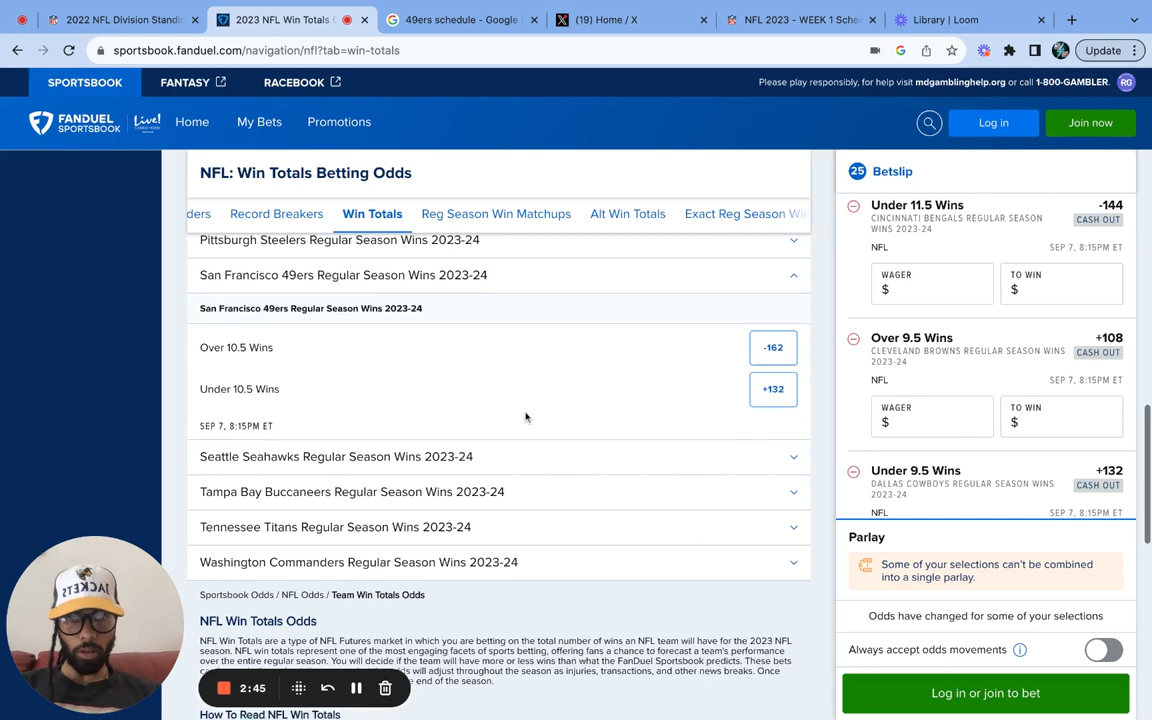 2022 NFL Division Standin
2023 NFL Win Totals
49ers schedule - Google
(19) Home / X
NFL 2023 - WEEK 1 Sche
Library | Loom
sportsbook.fanduel.com/navigation/nfl?tab=win-totals
Update
SPORTSBOOK
FANTASY
RACEBOOK
Please play responsibly, for help visit mdgamblinghelp.org or call 1-800-GAMBLER.
RG
FANDUEL
SPORTSBOOK
Live!
Home
My Bets
Promotions
Log in
Join now
NFL: Win Totals Betting Odds
ders
Record Breakers
Win Totals
Reg Season Win Matchups
Alt Win Totals
Exact Reg Season Win
Pittsburgh Steelers Regular Season Wins 2023-24
San Francisco 49ers Regular Season Wins 2023-24
San Francisco 49ers Regular Season Wins 2023-24
Over 10.5 Wins
-162
Under 10.5 Wins
+132
SEP 7, 8:15PM ET
Seattle Seahawks Regular Season Wins 2023-24
Tampa Bay Buccaneers Regular Season Wins 2023-24
Tennessee Titans Regular Season Wins 2023-24
Washington Commanders Regular Season Wins 2023-24
Sportsbook Odds / NFL Odds / Team Win Totals Odds
NFL Win Totals Odds
NFL Win Totals are a type of NFL Futures market in which you are betting on the total number of wins an NFL team will have for the 2023 NFL
season. NFL win totals represent one of the most engaging facets of sports betting, offering fans a chance to forecast a team's performance
over the entire regular season. You will decide if the team will have more or less wins than what the FanDuel Sportsbook predicts. These bets
will adjust throughout the season as injuries, transactions, and other news breaks. Once
end of the season.
How To Read NFL Win Totals
2:45
JACKETS
25
Betslip
Under 11.5 Wins
-144
CINCINNATI BENGALS REGULAR SEASON
WINS 2023-24
CASH OUT
NFL
SEP 7, 8:15PM ET
WAGER
$
TO WIN
$
Over 9.5 Wins
+108
CLEVELAND BROWNS REGULAR SEASON WINS
2023-24
CASH OUT
NFL
SEP 7, 8:15PM ET
WAGER
$
TO WIN
$
Under 9.5 Wins
+132
DALLAS COWBOYS REGULAR SEASON WINS
2023-24
CASH OUT
NFL
SEP 7, 8:15PM ET
Parlay
Some of your selections can't be combined
into a single parlay.
Odds have changed for some of your selections
Always accept odds movements
Log in or join to bet